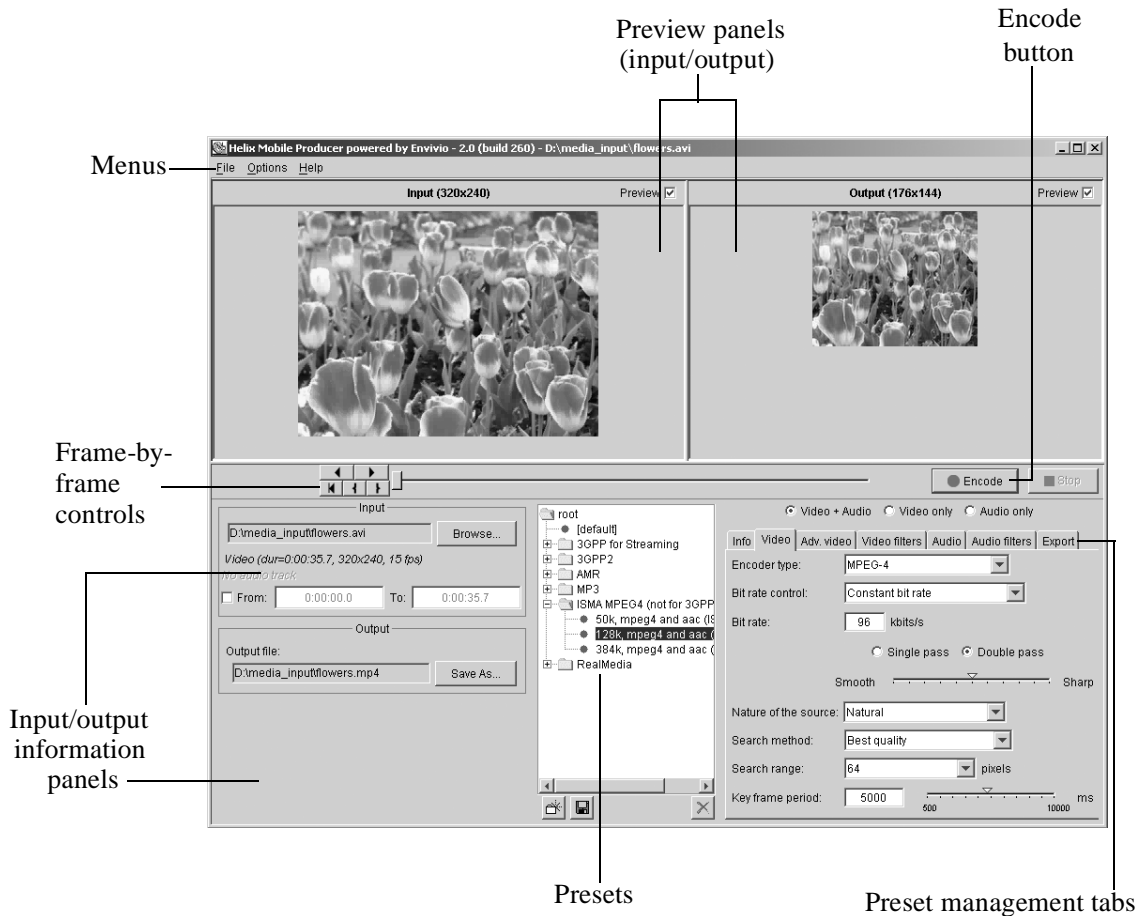 Preview panels
(input/output)
Encode
button
Menus
Helix Mobile Producer powered by Envivio - 2.0 (build 260) - D:\media_input\flowers.avi
File Options Help
Input (320x240) Preview
Output (176x144) Preview
Frame-by-
frame
controls
Encode
Stop
Input
D:\media_input\flowers.avi
Browse...
Video (dur=0:00:35.7, 320x240, 15 fps)
No audio track
From: 0:00:00.0 To: 0:00:35.7
Output
Output file:
D:\media_input\flowers.mp4
Save As...
Input/output
information
panels
root
[default]
3GPP for Streaming
3GPP2
AMR
MP3
ISMA MPEG4 (not for 3GPP
50k, mpeg4 and aac (IS
128k, mpeg4 and aac (
384k, mpeg4 and aac (
RealMedia
Video + Audio Video only Audio only
Info Video Adv. video Video filters Audio Audio filters Export
Encoder type: MPEG-4
Bit rate control: Constant bit rate
Bit rate: 96 kbits/s
Single pass Double pass
Smooth Sharp
Nature of the source: Natural
Search method: Best quality
Search range: 64 pixels
Key frame period: 5000 ms
500 10000
Presets
Preset management tabs